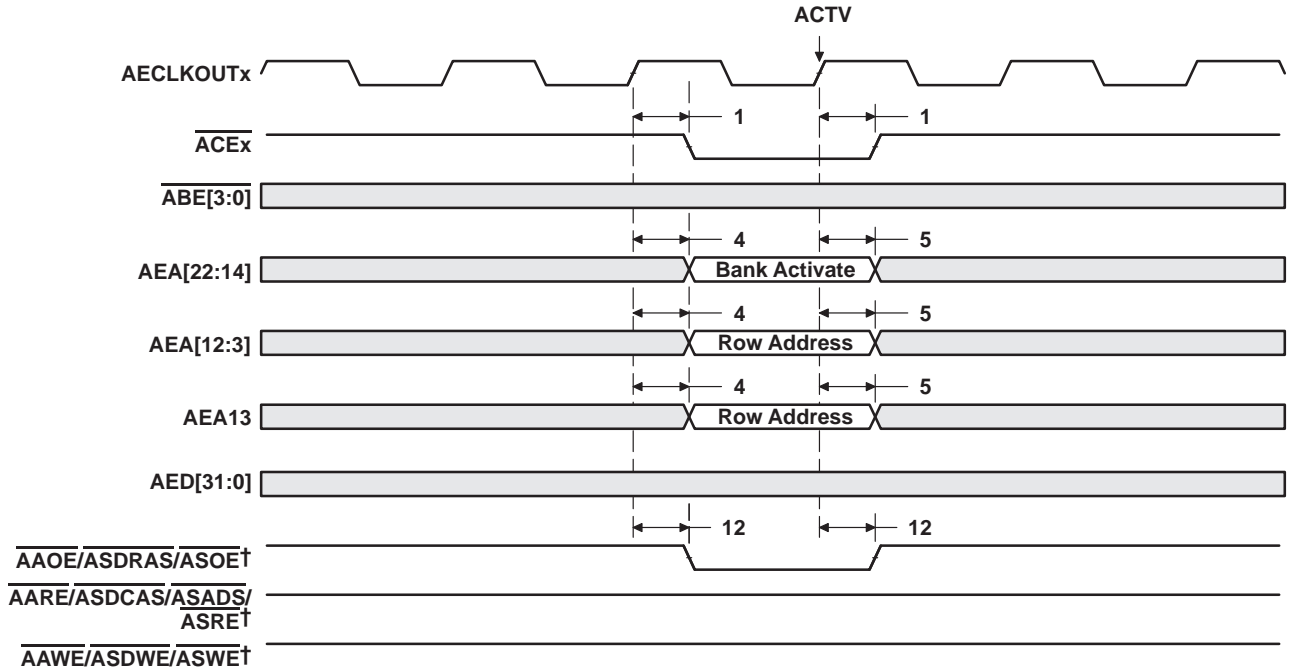 ACTV
AECLKOUTx
1 1
ACEx
ABE[3:0]
4 5
AEA[22:14] Bank Activate
4 5
AEA[12:3] Row Address
4 5
AEA13 Row Address
AED[31:0]
12 12
AAOE/ASDRAS/ASOE†
AARE/ASDCAS/ASADS/
ASRE†
AAWE/ASDWE/ASWE†